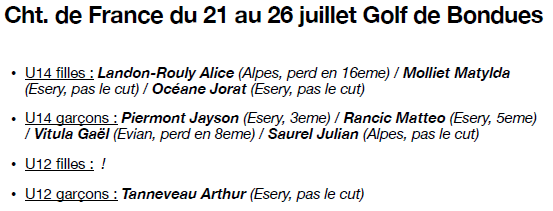 Cht. de France du 21 au 26 juillet Golf de Bondues
• U14 filles : Landon-Rouly Alice (Alpes, perd en 16eme) / Molliet Matylda
(Esery, pas le cut) / Océane Jorat (Esery, pas le cut)
• U14 garçons : Piermont Jayson (Esery, 3eme) / Rancic Matteo (Esery, 5eme)
/ Vitula Gaël (Evian, perd en 8eme) / Saurel Julian (Alpes, pas le cut)
• U12 filles : !
• U12 garçons : Tanneveau Arthur (Esery, pas le cut)